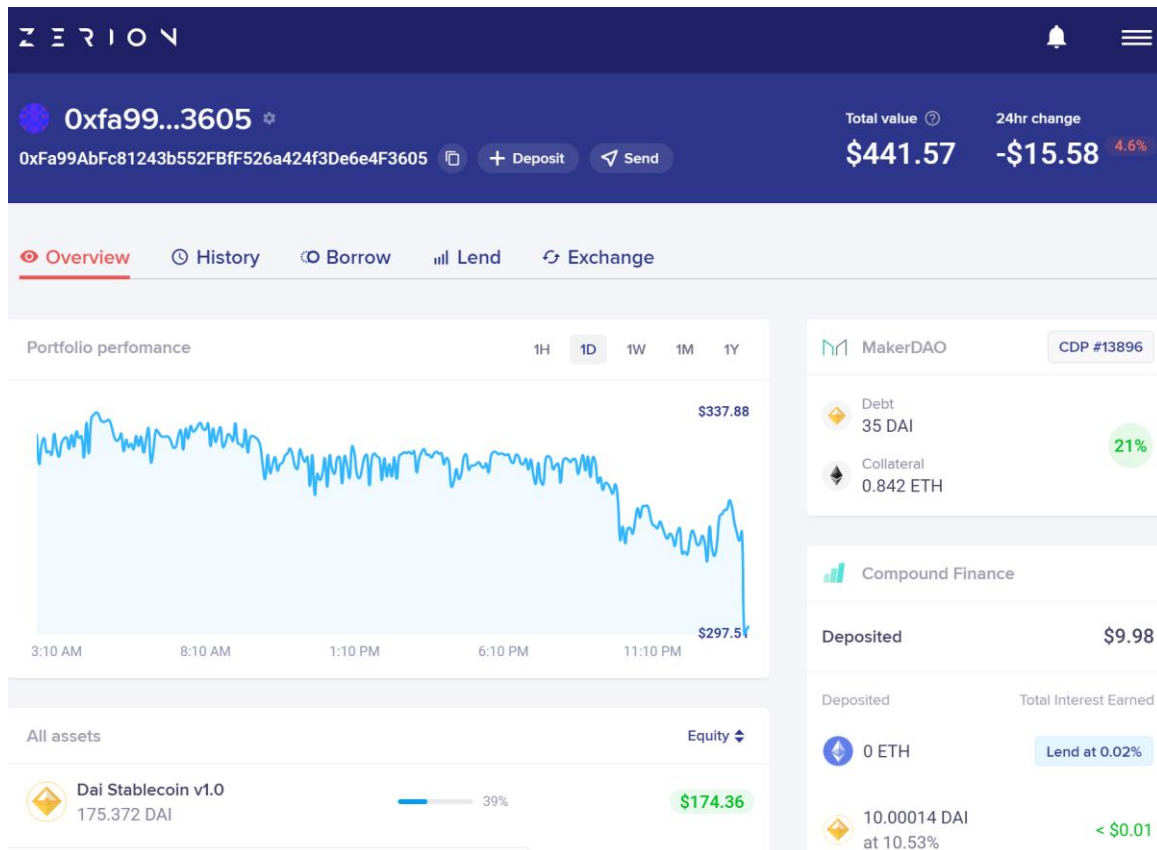 ZERION
0xfa99...3605
0xFa99AbFc81243b552FBfF526a424f3De6e4F3605
+ Deposit
Send
Total value
$441.57
24hr change
-$15.58 4.6%
Overview
History
Borrow
Lend
Exchange
Portfolio perfomance
1H 1D 1W 1M 1Y
$337.88
$297.51
3:10 AM 8:10 AM 1:10 PM 6:10 PM 11:10 PM
All assets
Equity
Dai Stablecoin v1.0
175.372 DAI
39%
$174.36
MakerDAO
CDP #13896
Debt
35 DAI
Collateral
0.842 ETH
21%
Compound Finance
Deposited $9.98
Deposited Total Interest Earned
0 ETH
Lend at 0.02%
10.00014 DAI
at 10.53%
< $0.01